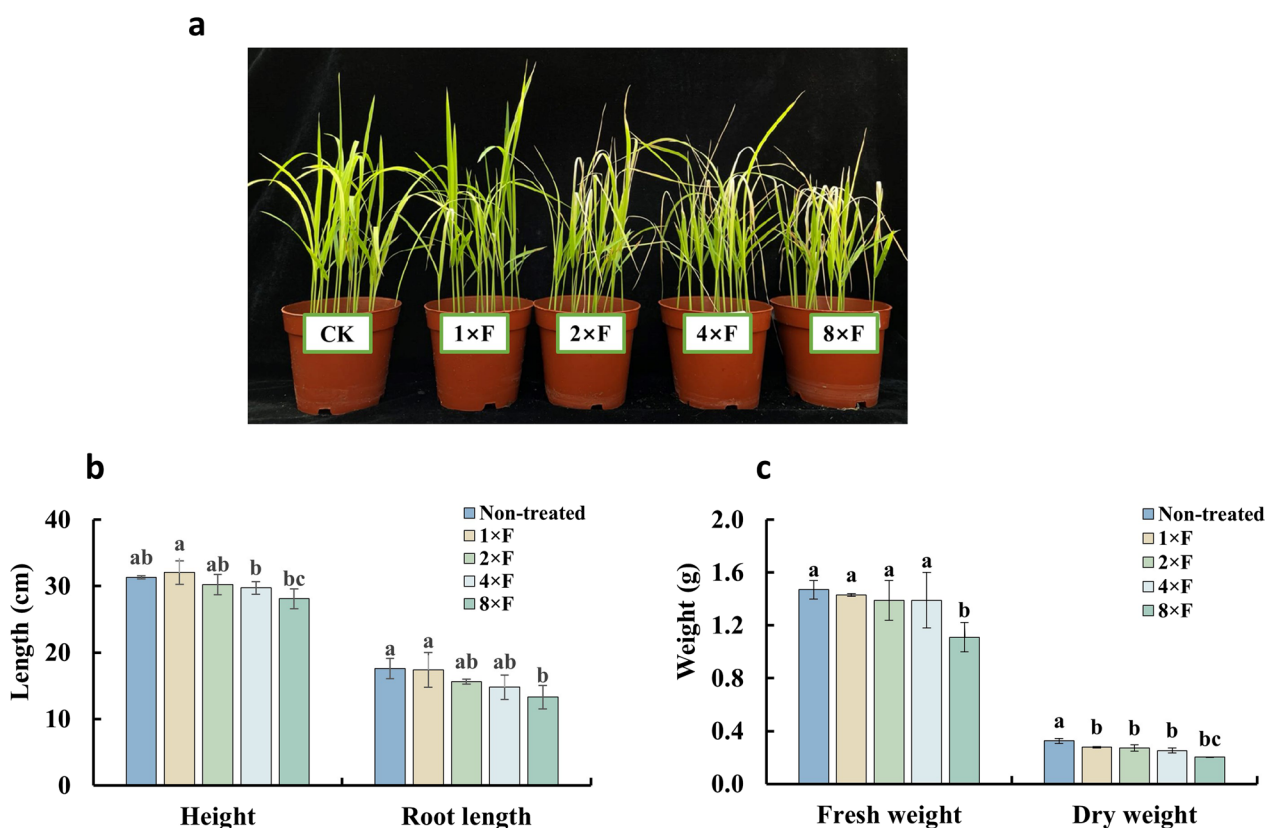 a
CK
1×F
2×F
4×F
8×F
b
Length (cm)
40
30
20
10
0
Non-treated
1×F
2×F
4×F
8×F
ab
a
ab
b
bc
a
a
ab
ab
b
Height
Root length
c
Weight (g)
2.0
1.6
1.2
0.8
0.4
0.0
Non-treated
1×F
2×F
4×F
8×F
a
a
a
a
b
a
b
b
b
bc
Fresh weight
Dry weight